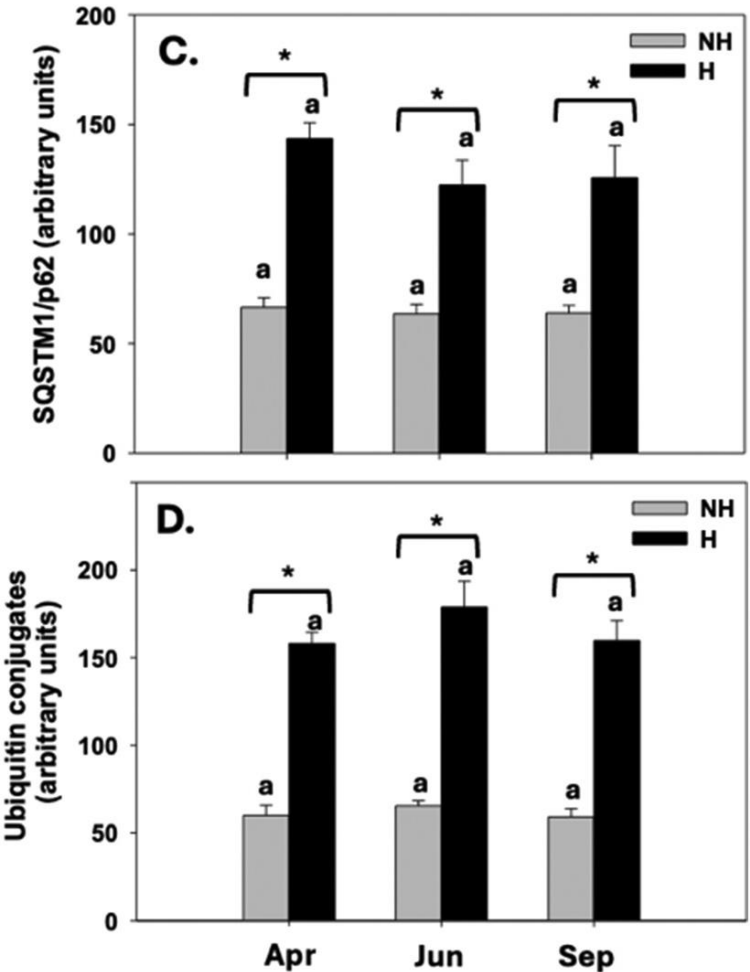 SQSTM1/p62 (arbitrary units)
200
150
100
50
0
C.
NH
H
*
*
*
a
a
a
a
a
a
Ubiquitin conjugates
(arbitrary units)
200
150
100
50
0
D.
NH
H
*
*
*
a
a
a
a
a
a
Apr Jun Sep